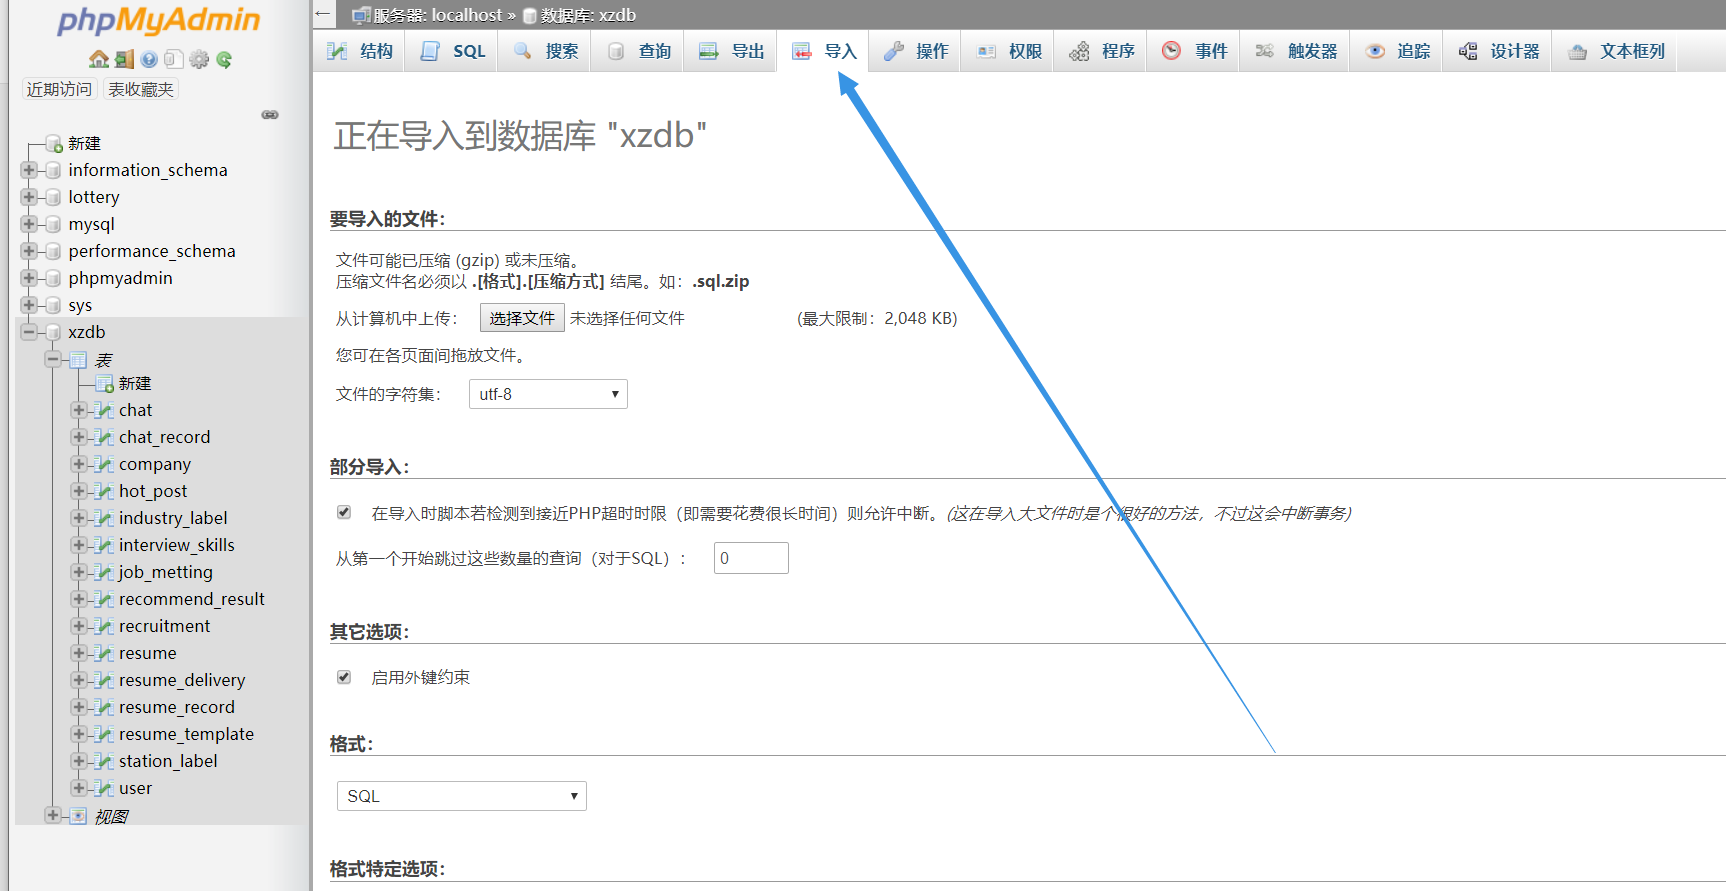 phpMyAdmin
近期访问 表收藏夹
新建
information_schema
lottery
mysql
performance_schema
phpmyadmin
sys
xzdb
表
新建
chat
chat_record
company
hot_post
industry_label
interview_skills
job_metting
recommend_result
recruitment
resume
resume_delivery
resume_record
resume_template
station_label
user
视图
服务器: localhost » 数据库: xzdb
结构 SQL 搜索 查询 导出 导入 操作 权限 程序 事件 触发器 追踪 设计器 文本框列
正在导入到数据库 "xzdb"
要导入的文件：
文件可能已压缩 (gzip) 或未压缩。
压缩文件名必须以 .[格式].[压缩方式] 结尾。如：.sql.zip
从计算机中上传： 选择文件 未选择任何文件 (最大限制：2,048 KB)
您可在各页面间拖放文件。
文件的字符集： utf-8
部分导入：
在导入时脚本若检测到接近PHP超时时限（即需要花费很长时间）则允许中断。(这在导入大文件时是个很好的方法，不过这会中断事务)
从第一个开始跳过这些数量的查询（对于SQL）： 0
其它选项：
启用外键约束
格式：
SQL
格式特定选项：